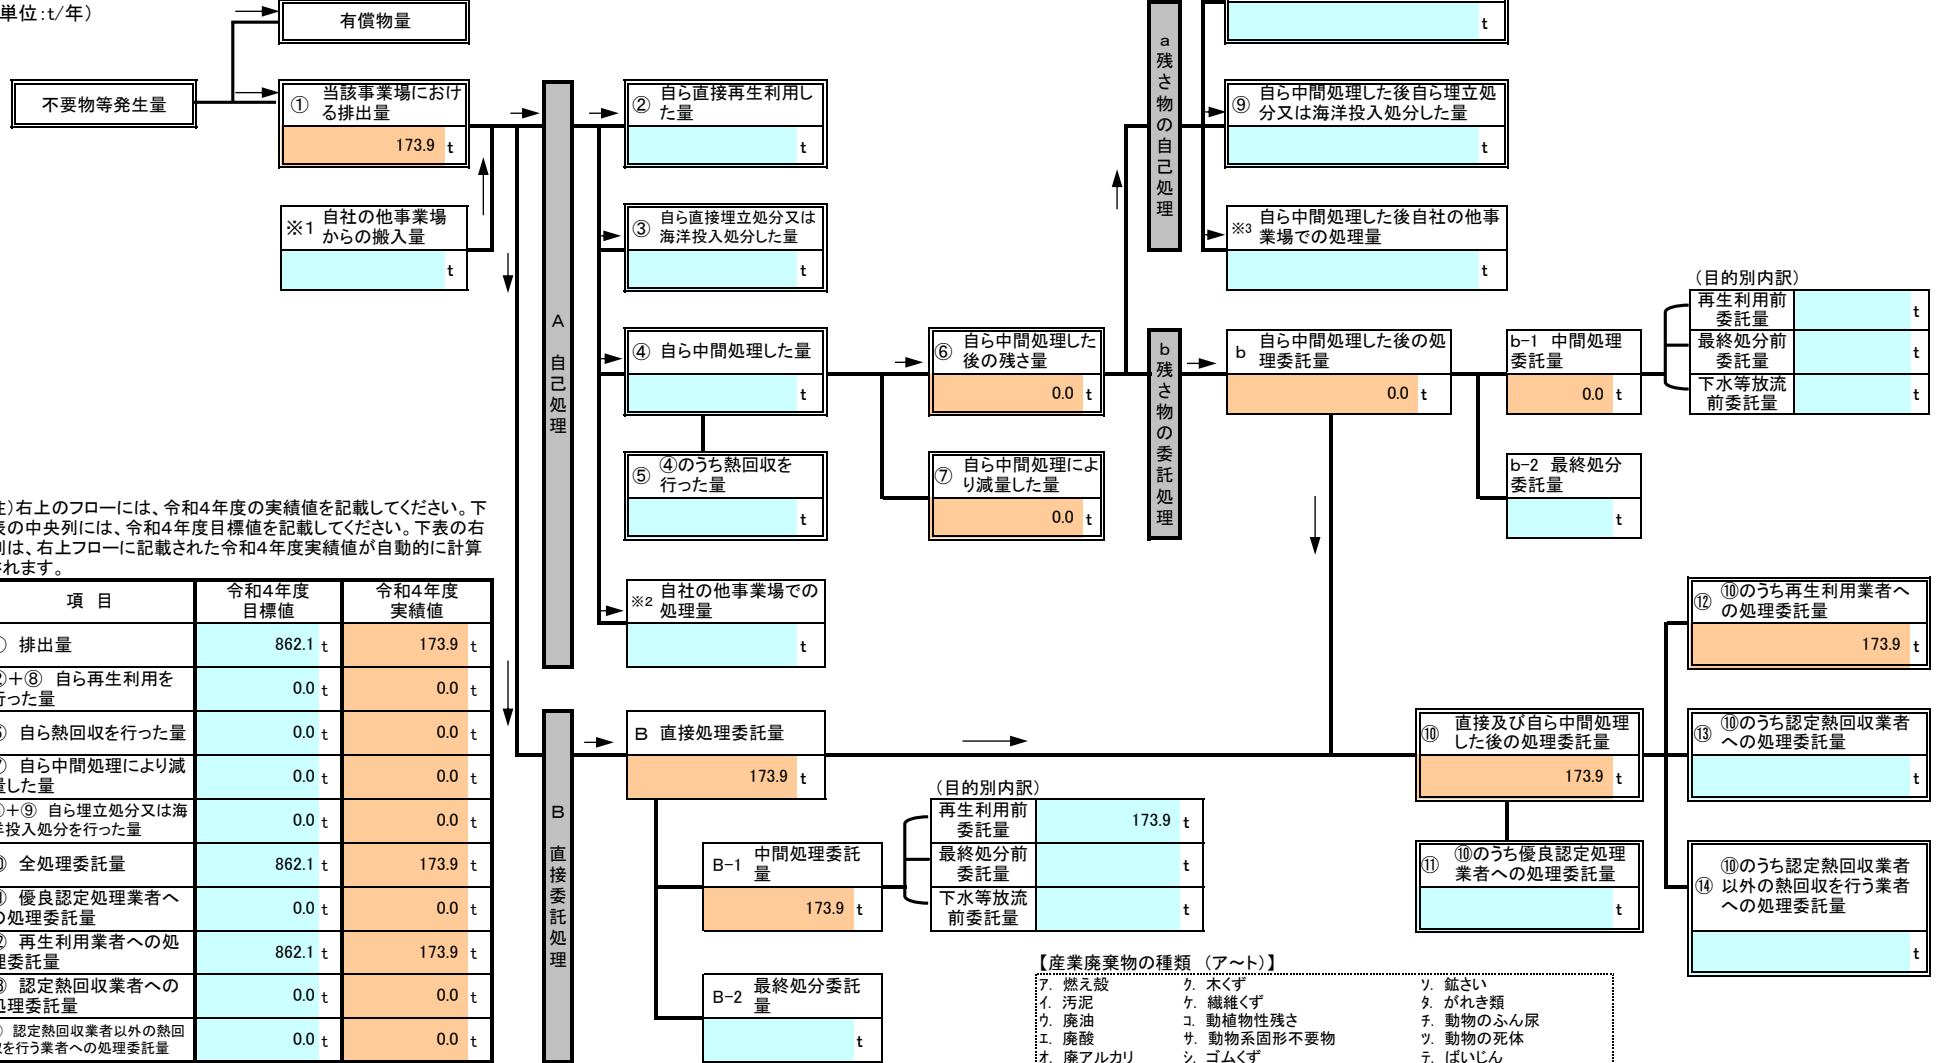 単位:t/年）
有償物量
不要物等発生量
① 当該事業場におけ
る排出量
173.9 t
※1 自社の他事業場
からの搬入量
t
A
自己処理
② 自ら直接再生利用し
た量
t
③ 自ら直接埋立処分又は
海洋投入処分した量
t
④ 自ら中間処理した量
t
⑤ ④のうち熱回収を
行った量
t
※2 自社の他事業場での
処理量
t
⑥ 自ら中間処理した
後の残さ量
0.0 t
⑦ 自ら中間処理によ
り減量した量
0.0 t
a
残さ物の自己処理
t
⑨ 自ら中間処理した後自ら埋立処
分又は海洋投入処分した量
t
※3 自ら中間処理した後自社の他事
業場での処理量
t
b
残さ物の委託処理
b 自ら中間処理した後の処
理委託量
0.0 t
b-1 中間処理
委託量
0.0 t
b-2 最終処分
委託量
t
（目的別内訳）
再生利用前
委託量
t
最終処分前
委託量
t
下水等放流
前委託量
t
注）右上のフローには、令和4年度の実績値を記載してください。下
表の中央列には、令和4年度目標値を記載してください。下表の右
列は、右上フローに記載された令和4年度実績値が自動的に計算
されます。
項 目 令和4年度 目標値 令和4年度 実績値
排出量 862.1 t 173.9 t
②+⑧ 自ら再生利用を
行った量 0.0 t 0.0 t
自ら熱回収を行った量 0.0 t 0.0 t
⑦ 自ら中間処理により減
量した量 0.0 t 0.0 t
+⑨ 自ら埋立処分又は海
洋投入処分を行った量 0.0 t 0.0 t
⑩ 全処理委託量 862.1 t 173.9 t
優良認定処理業者へ
の処理委託量 0.0 t 0.0 t
⑫ 再生利用業者への処
理委託量 862.1 t 173.9 t
⑬ 認定熱回収業者への
処理委託量 0.0 t 0.0 t
認定熱回収業者以外の熱回
収を行う業者への処理委託量 0.0 t 0.0 t
B
直接委託処理
B 直接処理委託量
173.9 t
B-1 中間処理委託
量
173.9 t
B-2 最終処分委託
量
t
（目的別内訳）
再生利用前
委託量
173.9 t
最終処分前
委託量
t
下水等放流
前委託量
t
⑩ 直接及び自ら中間処理
した後の処理委託量
173.9 t
⑪ ⑩のうち優良認定処理
業者への処理委託量
t
⑫ ⑩のうち再生利用業者へ
の処理委託量
173.9 t
⑬ ⑩のうち認定熱回収業者
への処理委託量
t
⑭ ⑩のうち認定熱回収業者
以外の熱回収を行う業者
への処理委託量
t
【産業廃棄物の種類 （ア～ト）】
ア. 燃え殻 ク. 木くず ソ. 鉱さい
イ. 汚泥 ケ. 繊維くず タ. がれき類
ウ. 廃油 コ. 動植物性残さ チ. 動物のふん尿
エ. 廃酸 サ. 動物系固形不要物 ツ. 動物の死体
オ. 廃アルカリ シ. ゴムくず テ. ばいじん